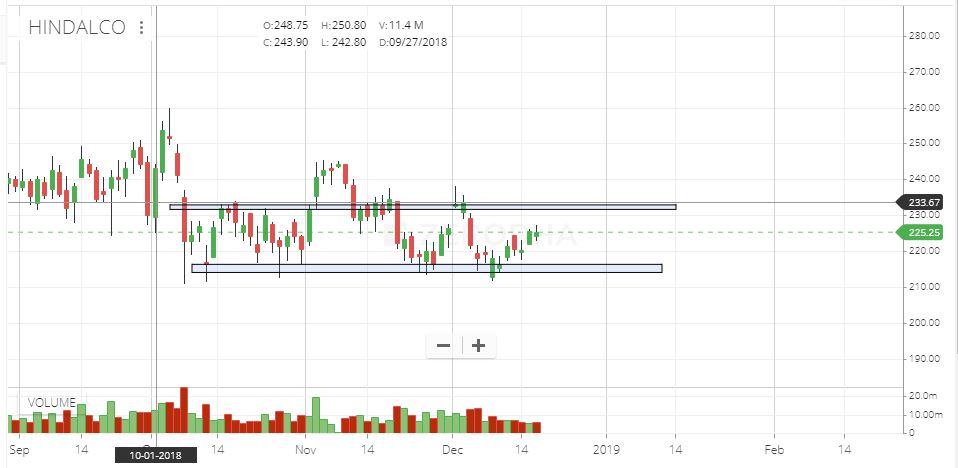 HINDALCO
O:248.75 H:250.80 V:11.4 M
C:243.90 L: 242.80 D:09/27/2018
280.00
270.00
260.00
250.00
240.00
233.67
230.00
225.25
220.00
210.00
200.00
190.00
VOLUME
20.0m
10.00m
0
Sep 14 14 Nov 14 Dec 14 2019 14 Feb 14
10-01-2018